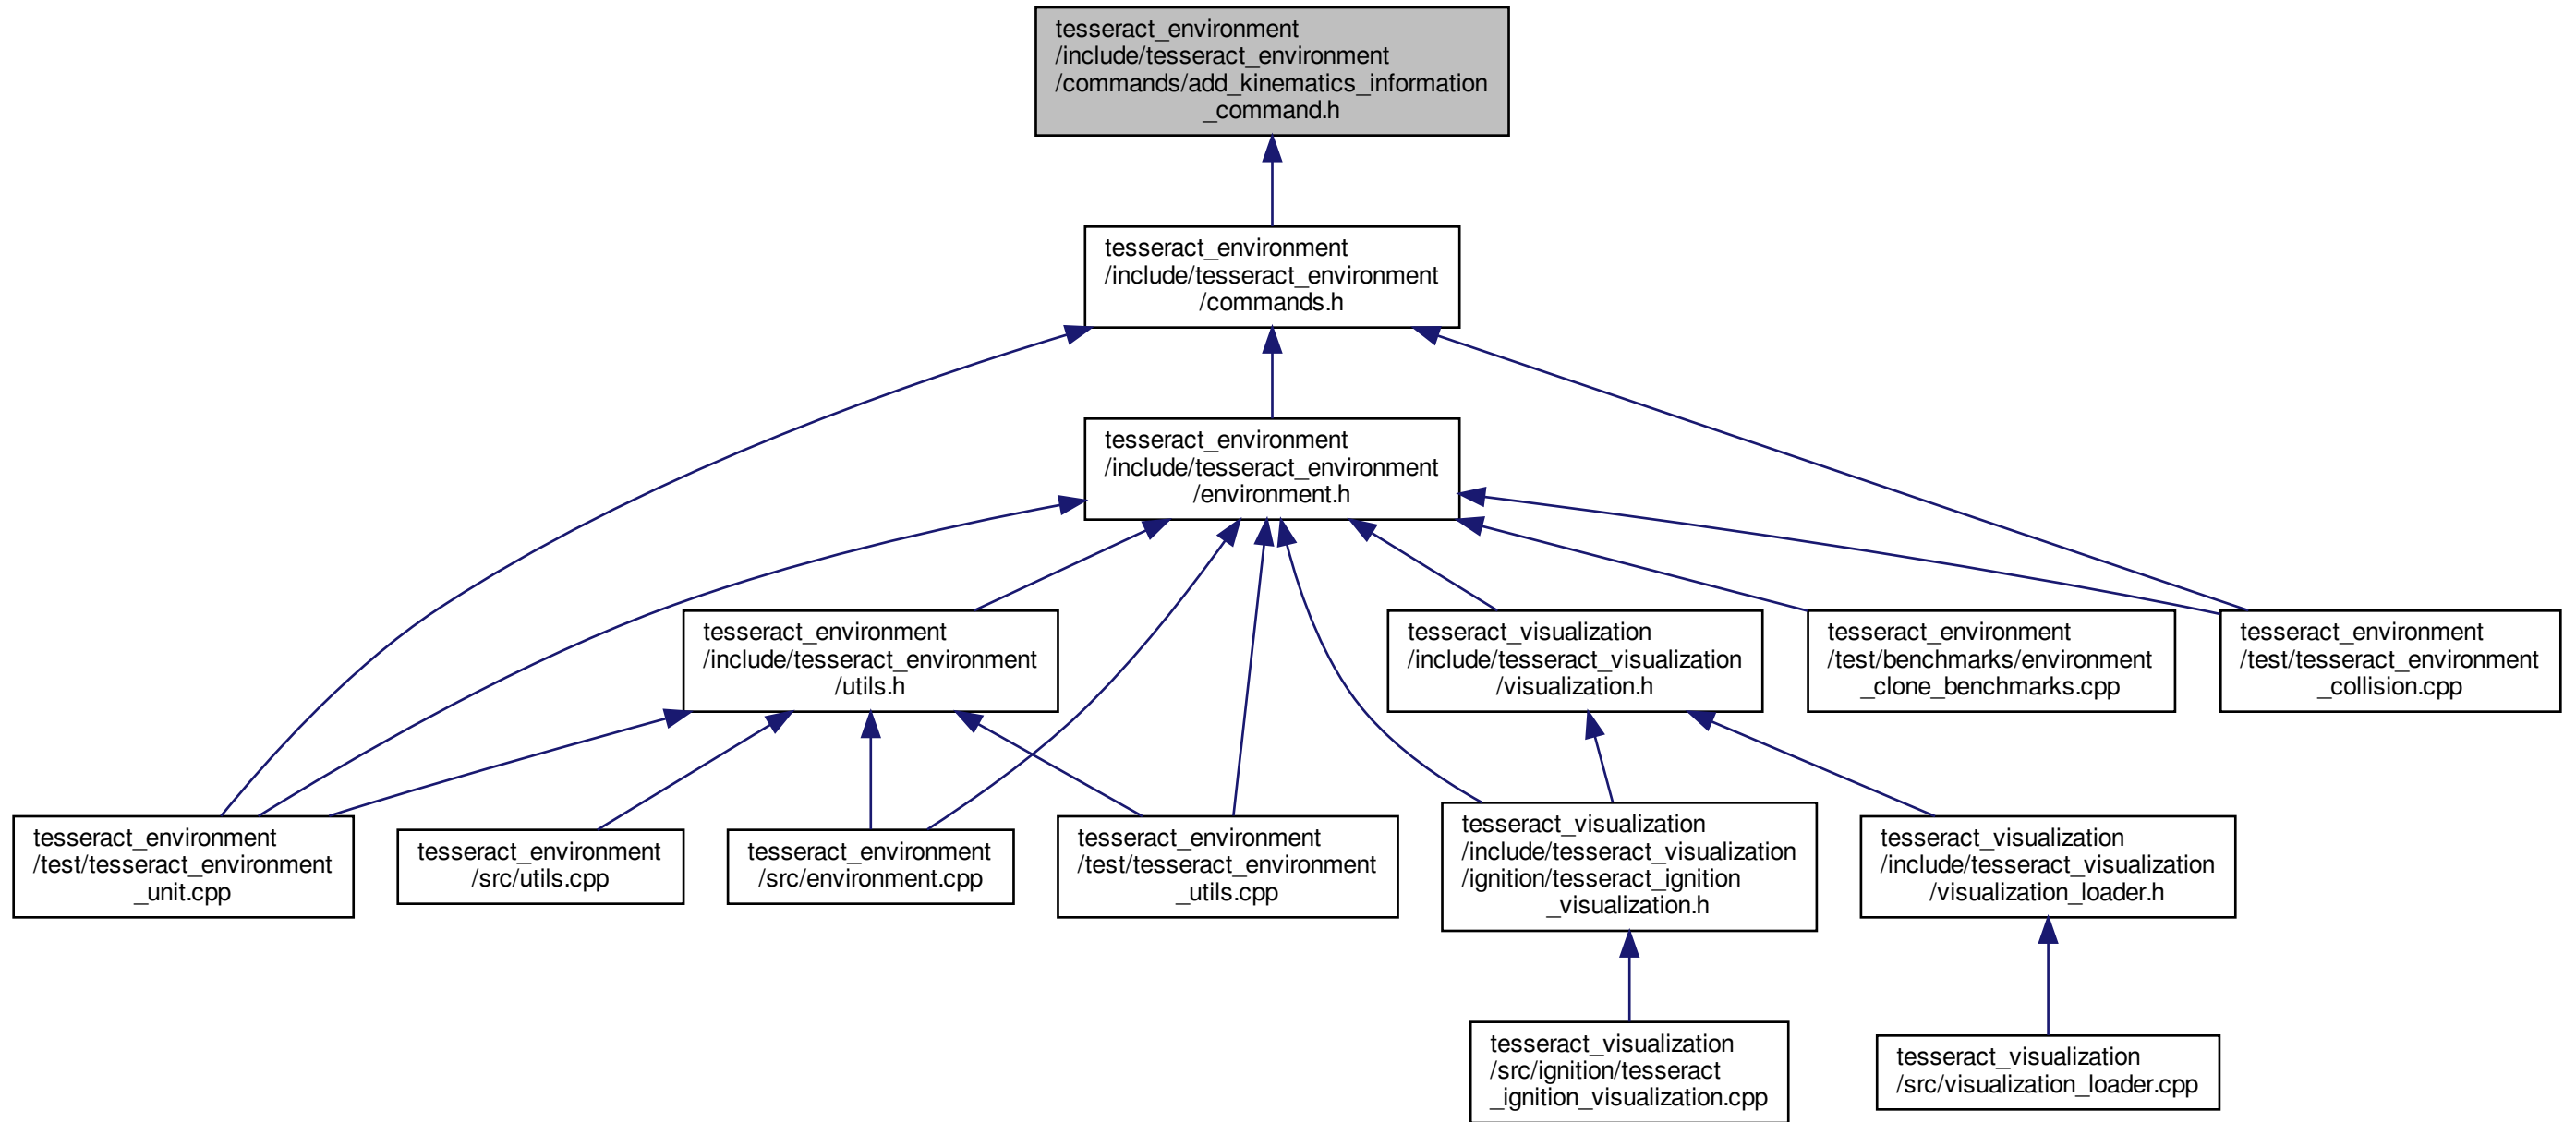 tesseract_environment
/include/tesseract_environment
/commands/add_kinematics_information
_command.h
tesseract_environment
/include/tesseract_environment
/commands.h
tesseract_environment
/include/tesseract_environment
/environment.h
tesseract_environment
/include/tesseract_environment
/utils.h
tesseract_visualization
/include/tesseract_visualization
/visualization.h
tesseract_environment
/test/benchmarks/environment
_clone_benchmarks.cpp
tesseract_environment
/test/tesseract_environment
_collision.cpp
tesseract_environment
/test/tesseract_environment
_unit.cpp
tesseract_environment
/src/utils.cpp
tesseract_environment
/src/environment.cpp
tesseract_environment
/test/tesseract_environment
_utils.cpp
tesseract_visualization
/include/tesseract_visualization
/ignition/tesseract_ignition
_visualization.h
tesseract_visualization
/include/tesseract_visualization
/visualization_loader.h
tesseract_visualization
/src/ignition/tesseract
_ignition_visualization.cpp
tesseract_visualization
/src/visualization_loader.cpp